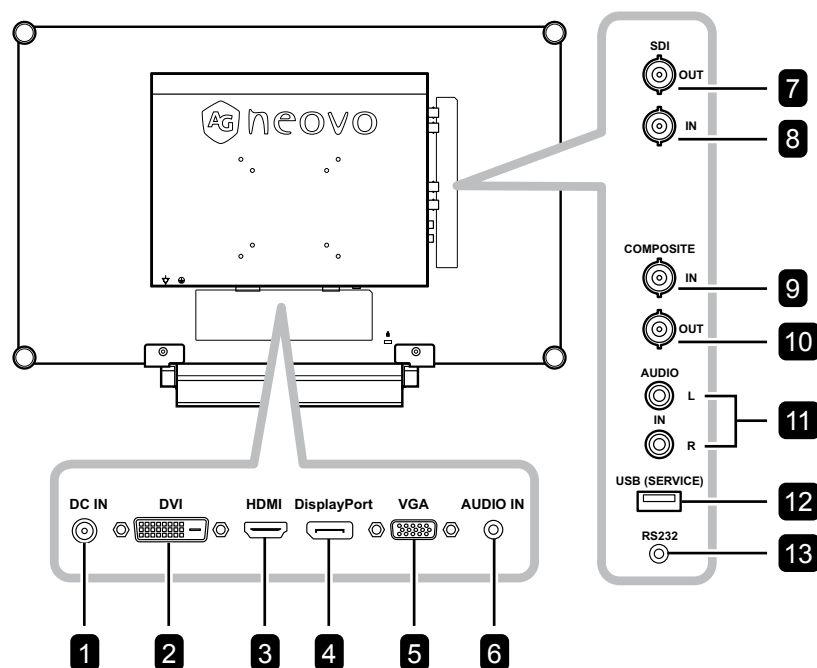 AG neovo
SDI
OUT
7
IN
8
COMPOSITE
IN
9
OUT
10
AUDIO
L
IN
11
R
USB (SERVICE)
12
RS232
13
DC IN DVI HDMI DisplayPort VGA AUDIO IN
1 2 3 4 5 6